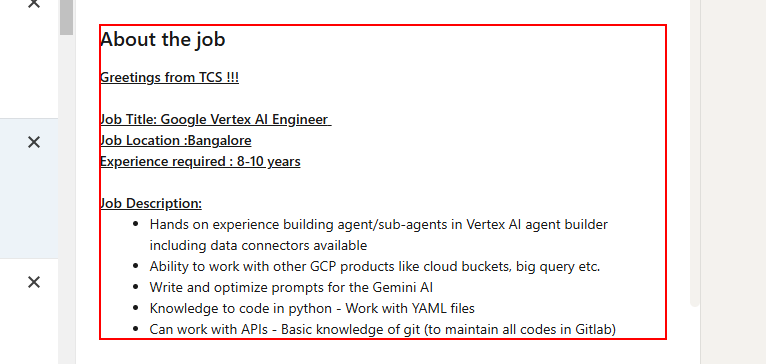 About the job
Greetings from TCS !!!
Job Title: Google Vertex AI Engineer
Job Location :Bangalore
Experience required : 8-10 years
Job Description:
• Hands on experience building agent/sub-agents in Vertex AI agent builder
including data connectors available
• Ability to work with other GCP products like cloud buckets, big query etc.
• Write and optimize prompts for the Gemini AI
• Knowledge to code in python - Work with YAML files
• Can work with APIs - Basic knowledge of git (to maintain all codes in Gitlab)